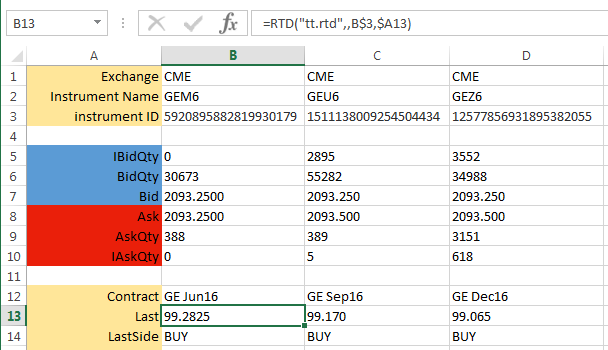 B13 fx =RTD("tt.rtd",,B$3,$A13)
A B C D
1 Exchange CME CME CME
2 Instrument Name GEM6 GEU6 GEZ6
3 instrument ID 5920895882819930179 1511138009254504434 12577856931895382055
4
5 IBidQty 0 2895 3552
6 BidQty 30673 55282 34988
7 Bid 2093.2500 2093.250 2093.250
8 Ask 2093.2500 2093.500 2093.500
9 AskQty 388 389 3151
10 IAskQty 0 5 618
11
12 Contract GE Jun16 GE Sep16 GE Dec16
13 Last 99.2825 99.170 99.065
14 LastSide BUY BUY BUY